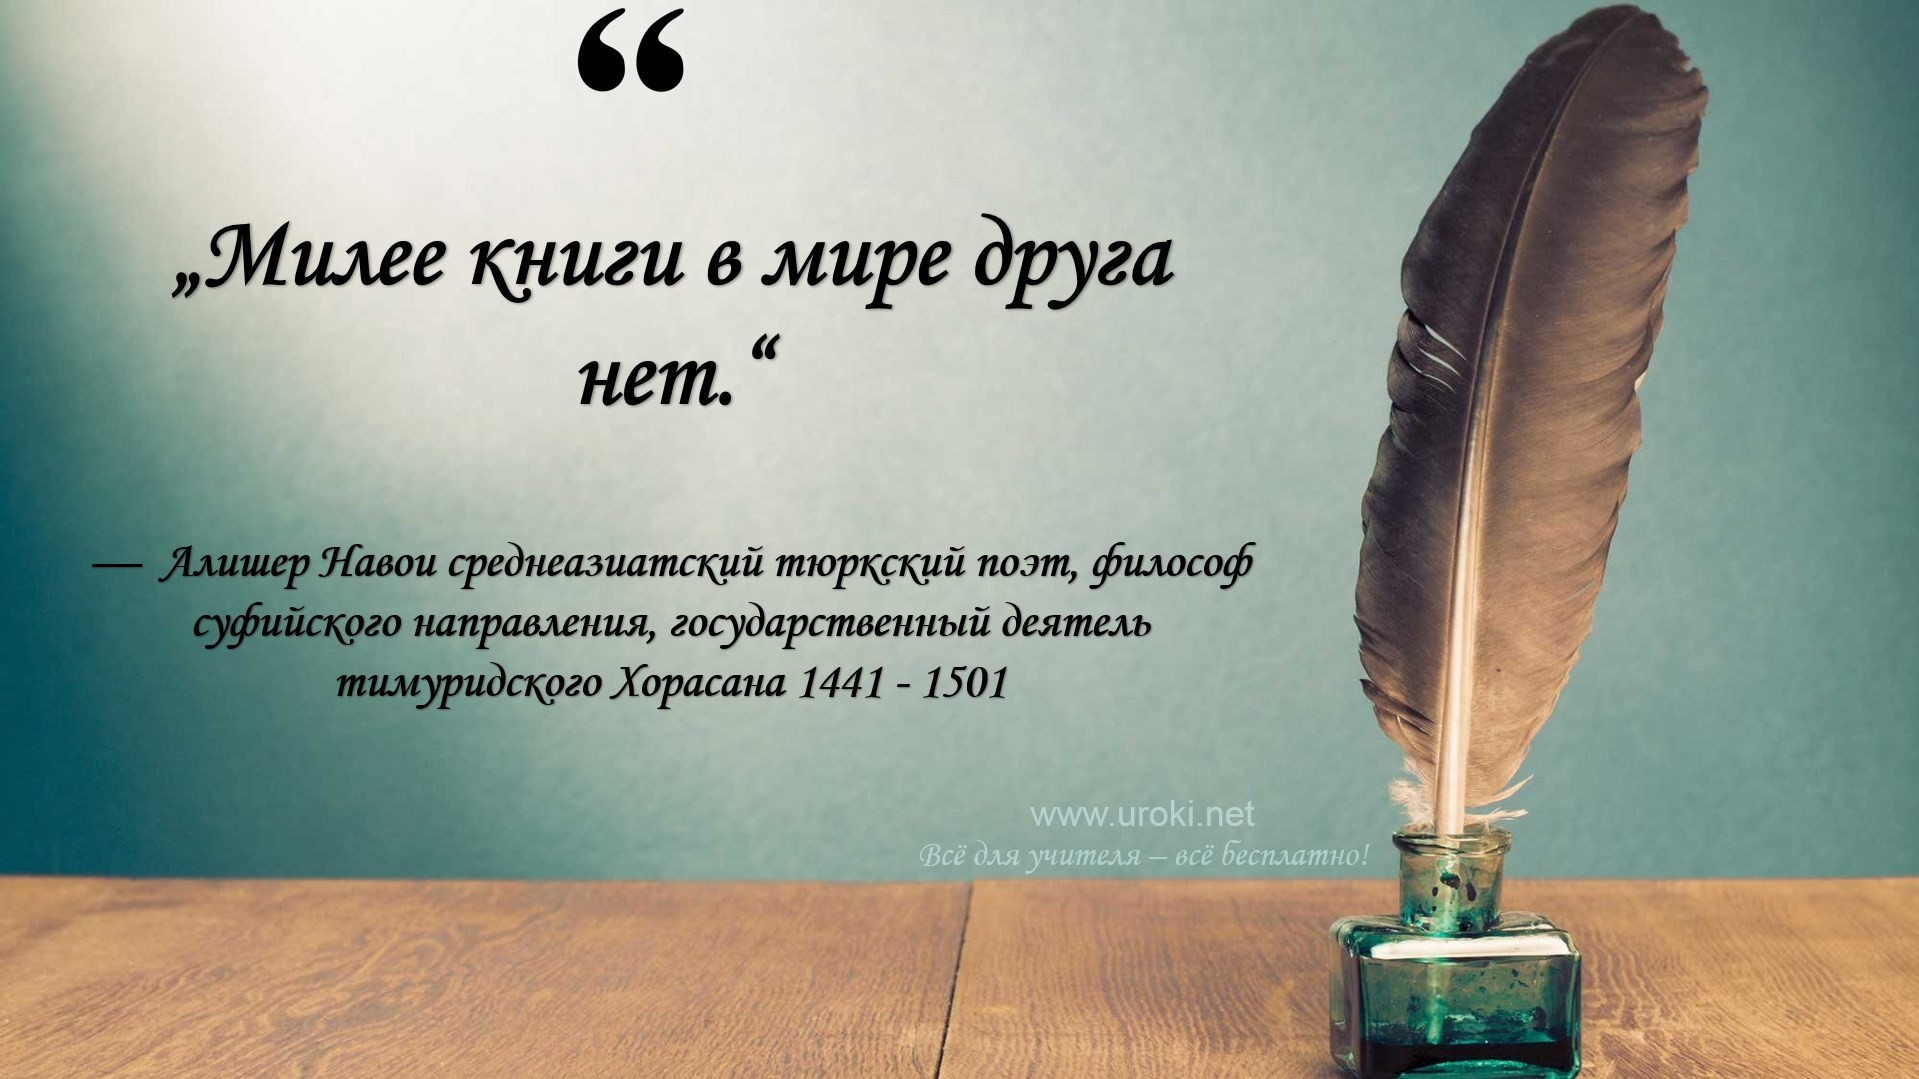 “
„Милее книги в мире друга
нет.“
— Алишер Навои среднеазиатский тюркский поэт, философ
суфийского направления, государственный деятель
тимуридского Хорасана 1441 - 1501
www.uroki.net
Всё для учителя – всё бесплатно!